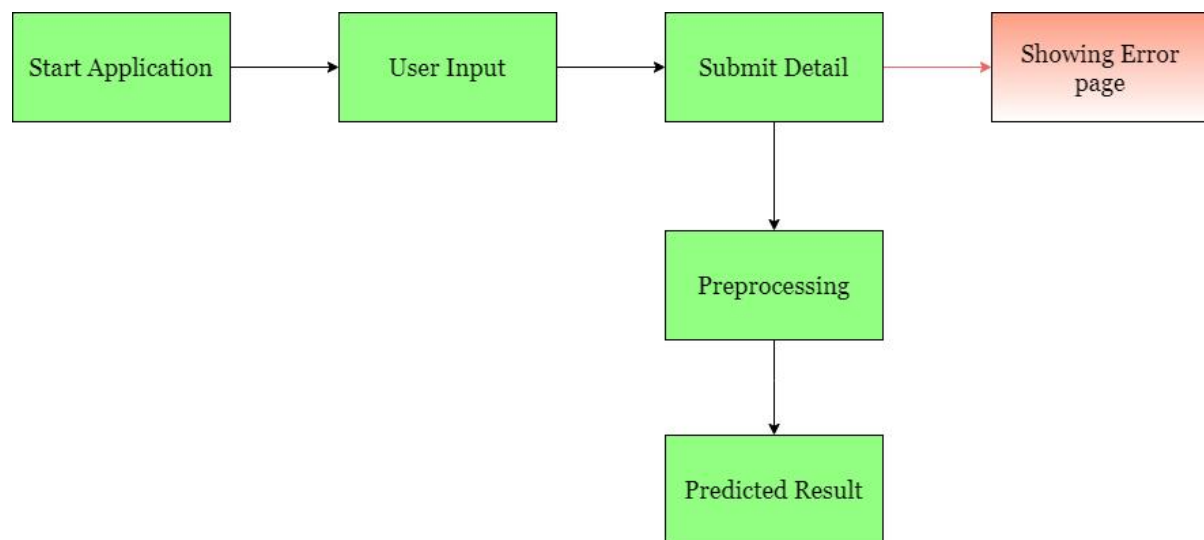 Start Application
User Input
Submit Detail
Showing Error
page
Preprocessing
Predicted Result